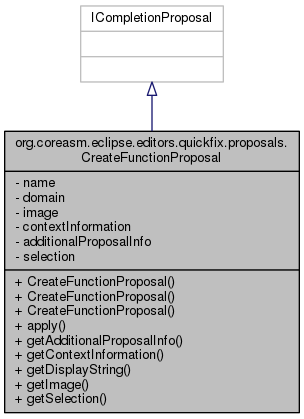 ICompletionProposal
org.coreasm.eclipse.editors.quickfix.proposals.
CreateFunctionProposal
- name
- domain
- image
- contextInformation
- additionalProposalInfo
- selection
+ CreateFunctionProposal()
+ CreateFunctionProposal()
+ CreateFunctionProposal()
+ apply()
+ getAdditionalProposalInfo()
+ getContextInformation()
+ getDisplayString()
+ getImage()
+ getSelection()